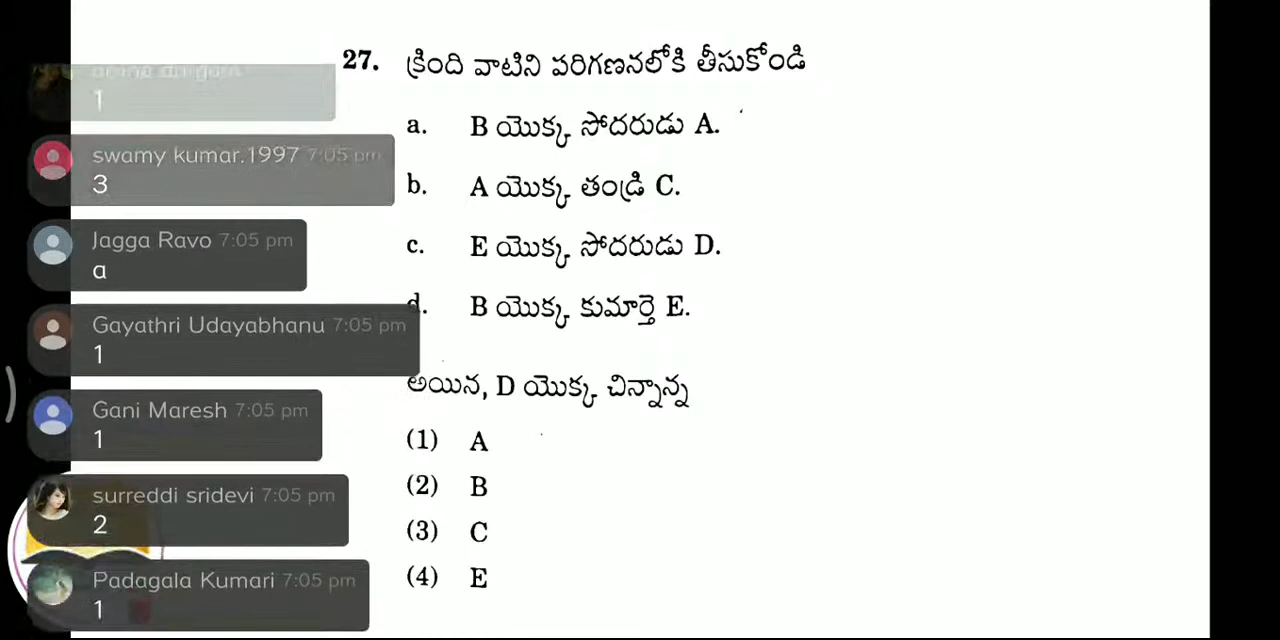 1
swamy kumar.1997 7:05 pm
3
Jagga Ravo 7:05 pm
a
Gayathri Udayabhanu 7:05 pm
1
Gani Maresh 7:05 pm
1
surreddi sridevi 7:05 pm
2
Padagala Kumari 7:05 pm
1
27. క్రింది వాటిని పరిగణనలోకి తీసుకోండి
a. B యొక్క సోదరుడు A.
b. A యొక్క తండ్రి C.
c. E యొక్క సోదరుడు D.
d. B యొక్క కుమార్తె E.
అయిన, D యొక్క చిన్నాన్న
(1) A
(2) B
(3) C
(4) E